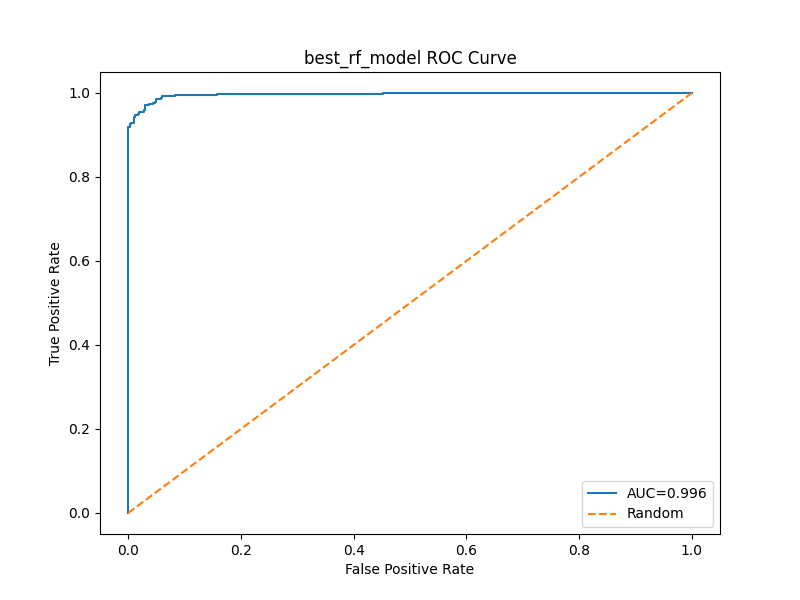 best_rf_model ROC Curve
1.0
0.8
0.6
0.4
0.2
0.0
True Positive Rate
0.0 0.2 0.4 0.6 0.8 1.0
False Positive Rate
AUC=0.996
Random